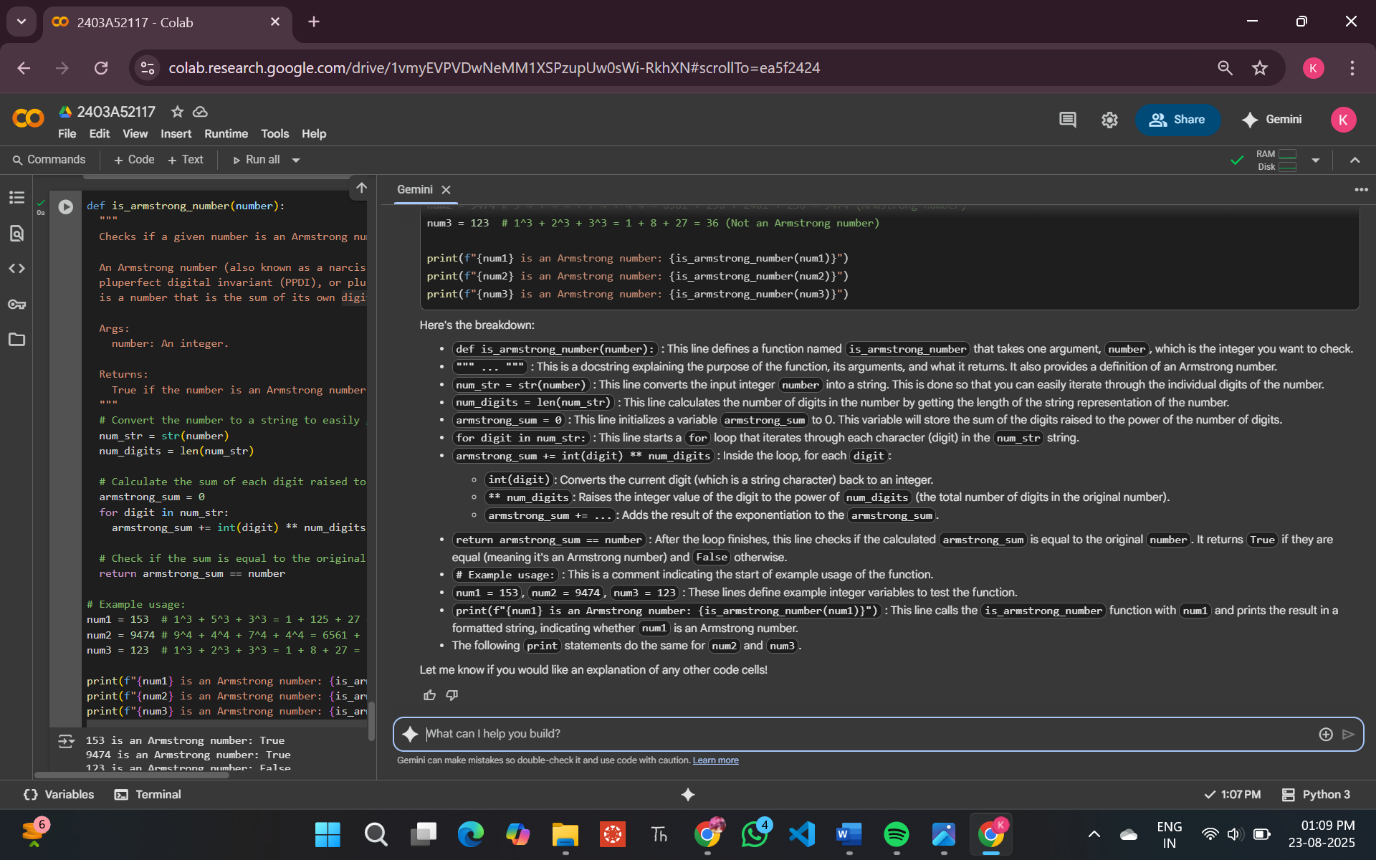 2403A52117 - Colab
colab.research.google.com/drive/1vmyEVPVDwNeMM1XSPzupUw0sWi-RkhXN#scrollTo=ea5f2424
K
2403A52117
File Edit View Insert Runtime Tools Help
Share
Gemini
K
Commands + Code + Text Run all
RAM
Disk
0s
def is_armstrong_number(number):
"""
Checks if a given number is an Armstrong nu
An Armstrong number (also known as a narcis
pluperfect digital invariant (PPDI), or plu
is a number that is the sum of its own digi
Args:
number: An integer.
Returns:
True if the number is an Armstrong number
"""
# Convert the number to a string to easily
num_str = str(number)
num_digits = len(num_str)
# Calculate the sum of each digit raised to
armstrong_sum = 0
for digit in num_str:
armstrong_sum += int(digit) ** num_digits
# Check if the sum is equal to the original
return armstrong_sum == number
# Example usage:
num1 = 153 # 1^3 + 5^3 + 3^3 = 1 + 125 + 27
num2 = 9474 # 9^4 + 4^4 + 7^4 + 4^4 = 6561 +
num3 = 123 # 1^3 + 2^3 + 3^3 = 1 + 8 + 27 =
print(f"{num1} is an Armstrong number: {is_ar
print(f"{num2} is an Armstrong number: {is_ar
print(f"{num3} is an Armstrong number: {is_ar
153 is an Armstrong number: True
9474 is an Armstrong number: True
123 is an Armstrong number: False
Gemini
num3 = 123 # 1^3 + 2^3 + 3^3 = 1 + 8 + 27 = 36 (Not an Armstrong number)
print(f"{num1} is an Armstrong number: {is_armstrong_number(num1)}")
print(f"{num2} is an Armstrong number: {is_armstrong_number(num2)}")
print(f"{num3} is an Armstrong number: {is_armstrong_number(num3)}")
Here's the breakdown:
• def is_armstrong_number(number): : This line defines a function named is_armstrong_number that takes one argument, number, which is the integer you want to check.
• """ ... """ : This is a docstring explaining the purpose of the function, its arguments, and what it returns. It also provides a definition of an Armstrong number.
• num_str = str(number) : This line converts the input integer number into a string. This is done so that you can easily iterate through the individual digits of the number.
• num_digits = len(num_str) : This line calculates the number of digits in the number by getting the length of the string representation of the number.
• armstrong_sum = 0 : This line initializes a variable armstrong_sum to 0. This variable will store the sum of the digits raised to the power of the number of digits.
• for digit in num_str: : This line starts a for loop that iterates through each character (digit) in the num_str string.
• armstrong_sum += int(digit) ** num_digits : Inside the loop, for each digit:
int(digit) : Converts the current digit (which is a string character) back to an integer.
** num_digits : Raises the integer value of the digit to the power of num_digits (the total number of digits in the original number).
armstrong_sum += ... : Adds the result of the exponentiation to the armstrong_sum.
• return armstrong_sum == number : After the loop finishes, this line checks if the calculated armstrong_sum is equal to the original number. It returns True if they are
equal (meaning it's an Armstrong number) and False otherwise.
• # Example usage: : This is a comment indicating the start of example usage of the function.
• num1 = 153, num2 = 9474, num3 = 123 : These lines define example integer variables to test the function.
• print(f"{num1} is an Armstrong number: {is_armstrong_number(num1)}") : This line calls the is_armstrong_number function with num1 and prints the result in a
formatted string, indicating whether num1 is an Armstrong number.
• The following print statements do the same for num2 and num3.
Let me know if you would like an explanation of any other code cells!
What can I help you build?
Gemini can make mistakes so double-check it and use code with caution. Learn more
{} Variables Terminal
1:07 PM Python 3
6
Th
4
K
ENG
IN
01:09 PM
23-08-2025